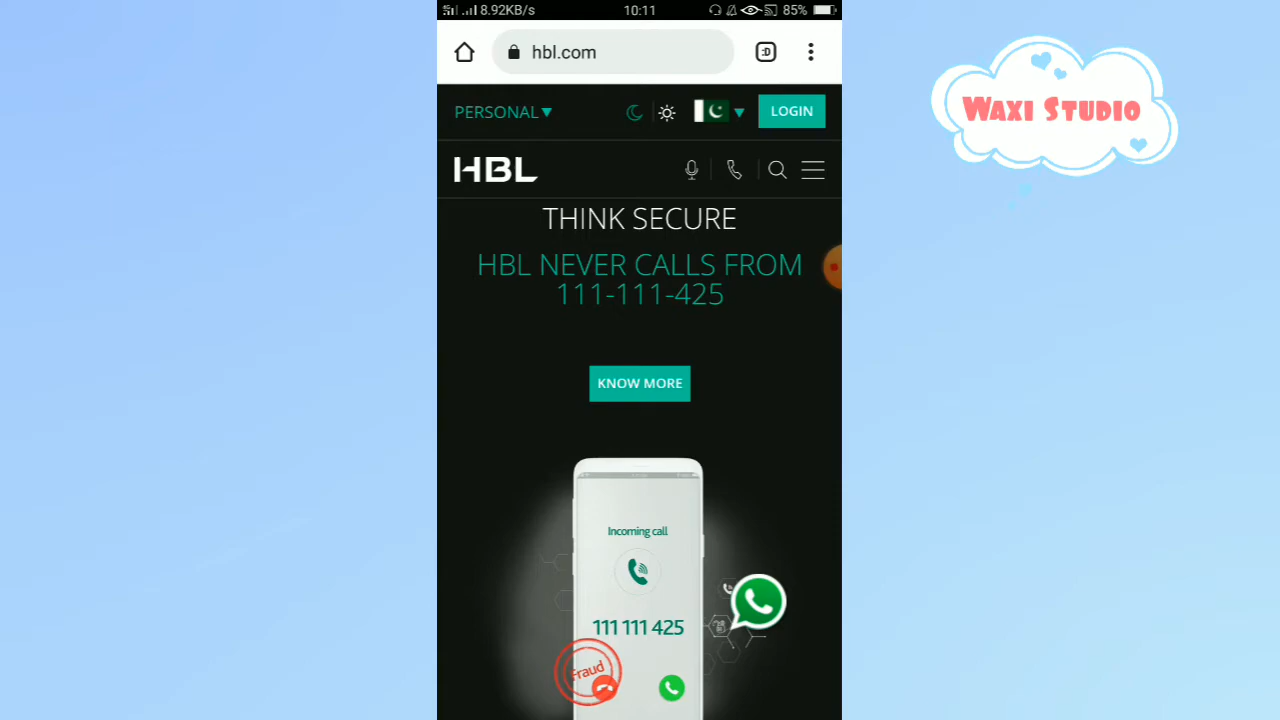 8.92KB/s 10:11 85%
hbl.com :D
PERSONAL LOGIN
HBL
THINK SECURE
HBL NEVER CALLS FROM
111-111-425
KNOW MORE
Incoming call
111 111 425
Fraud
WAXI STUDIO